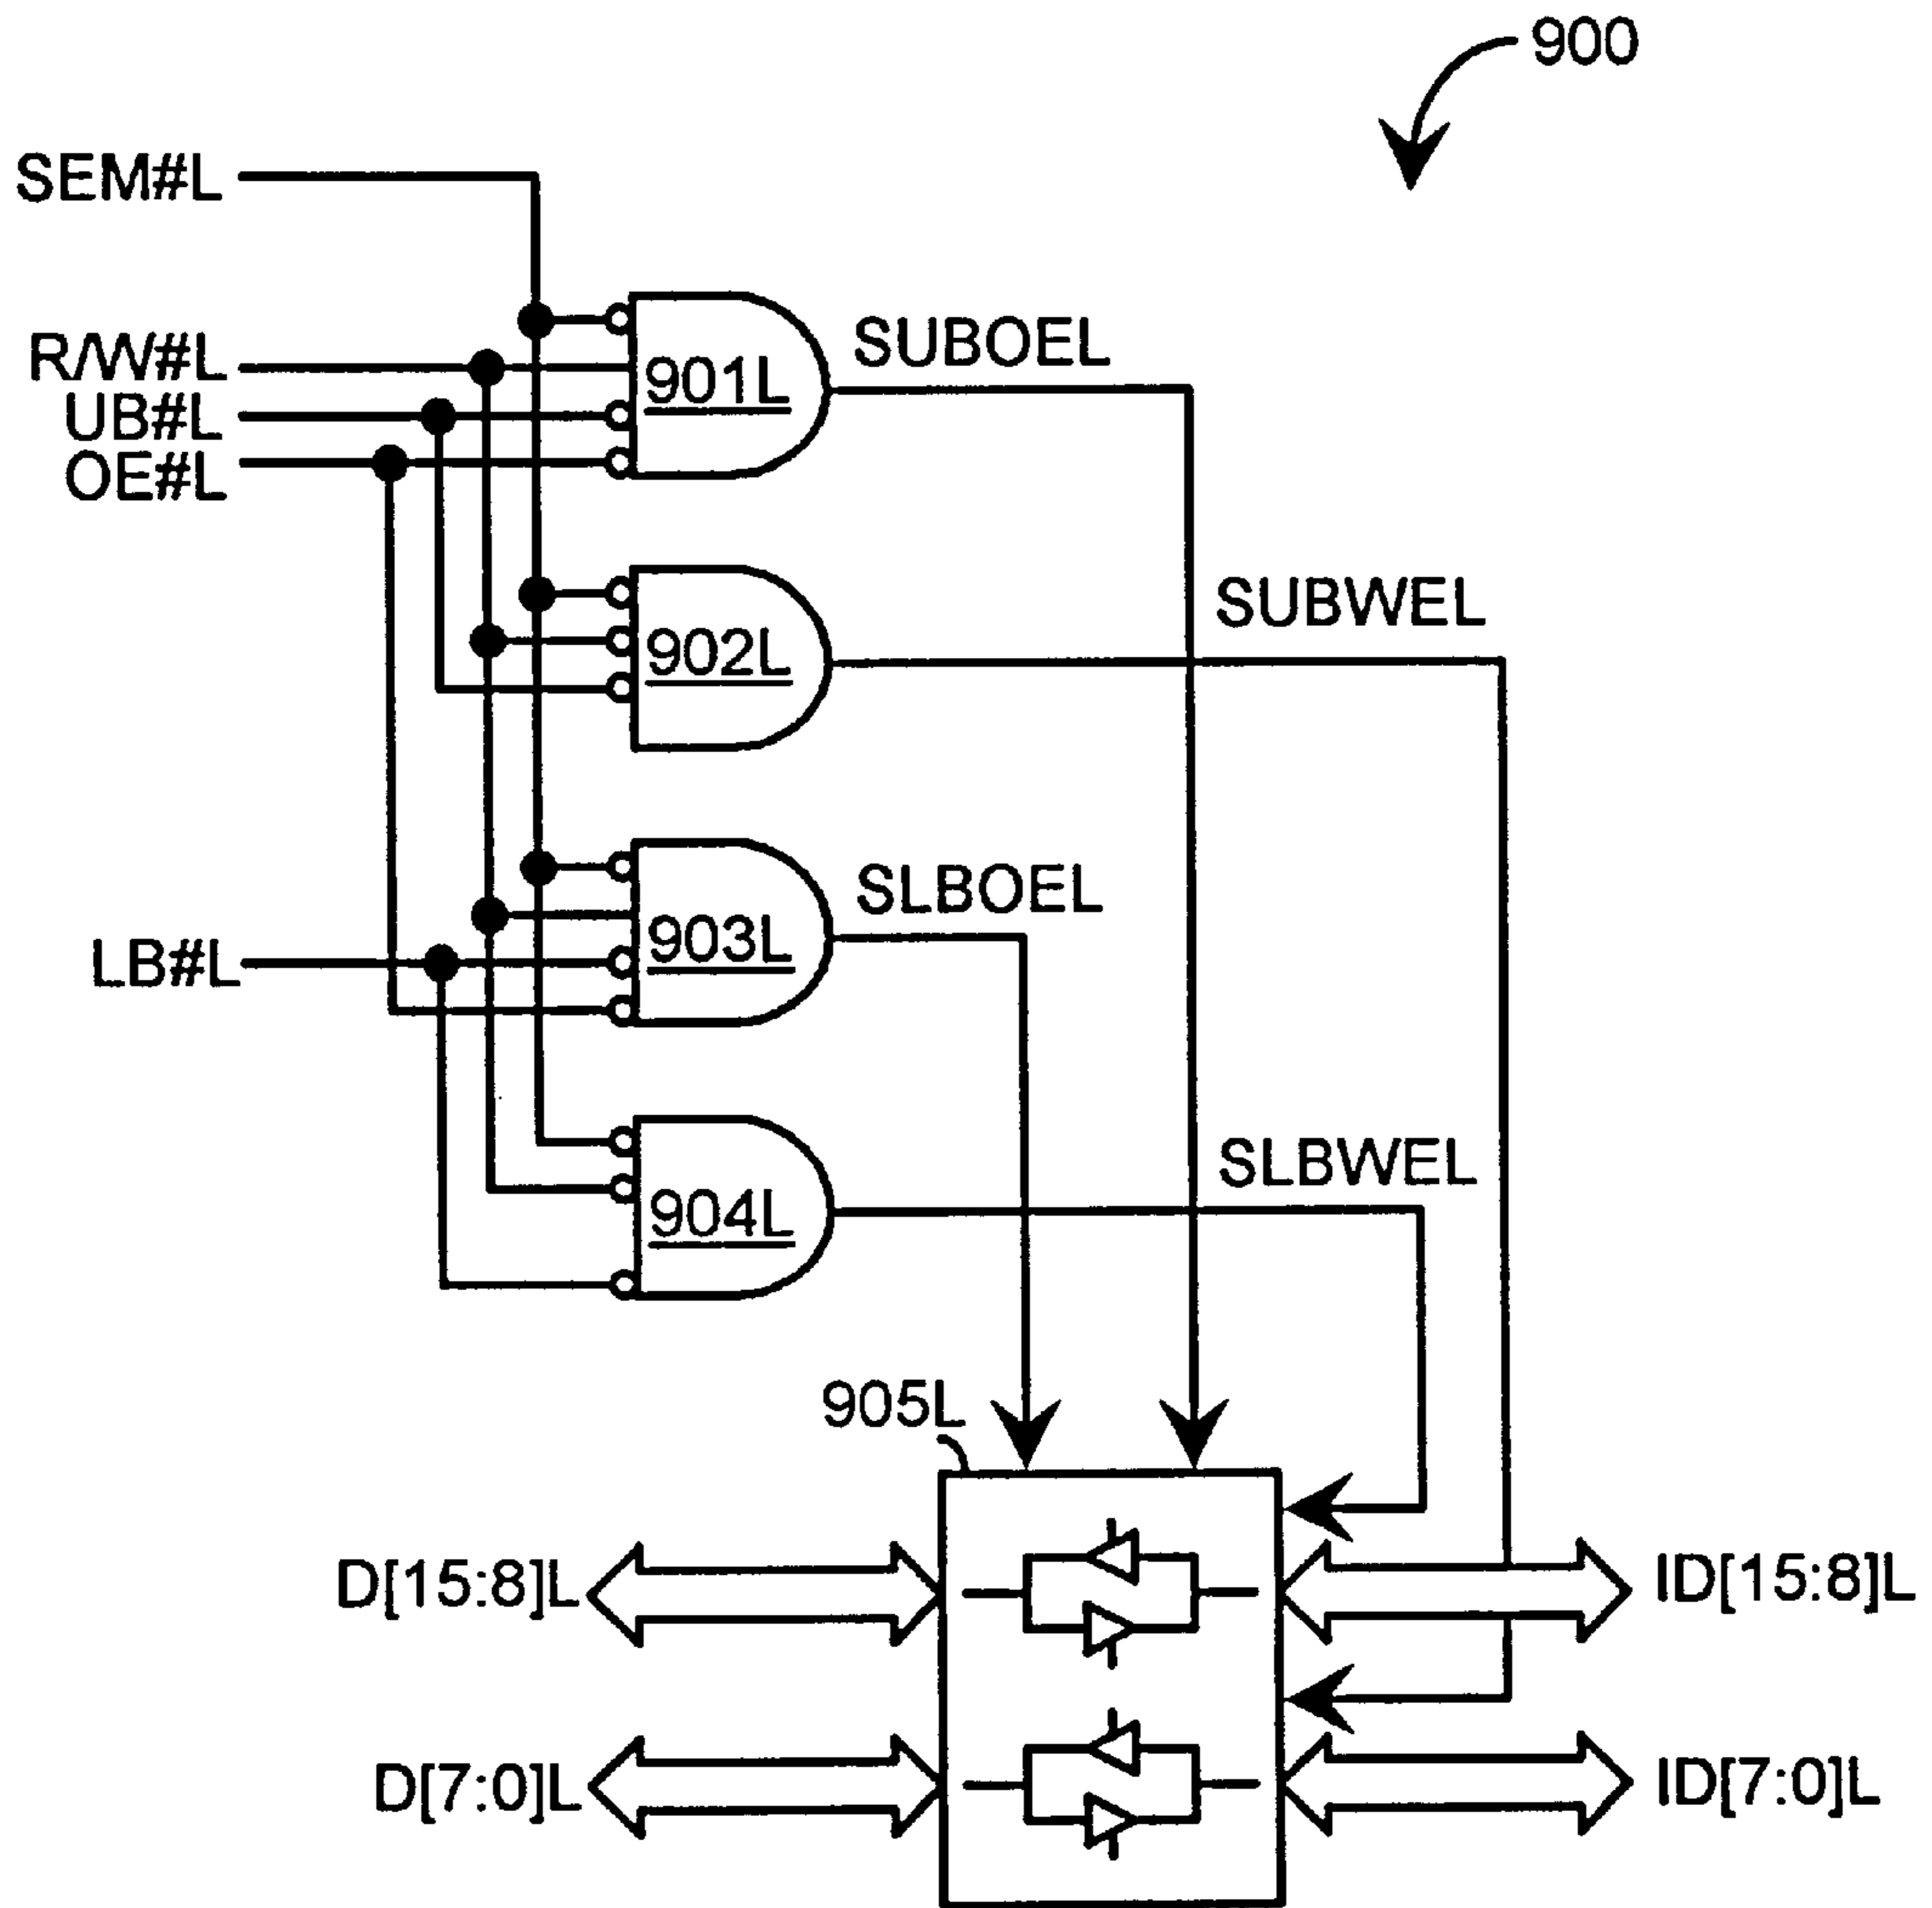 900
SEM#L
R/W#L
UB#L
OE#L
901L
SUBOEL
902L
SUBWEL
903L
SLBOEL
LB#L
904L
SLBWEL
905L
D[15:8]L
ID[15:8]L
D[7:0]L
ID[7:0]L